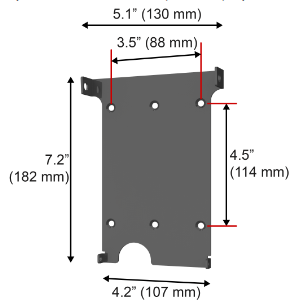 5.1” (130 mm)
3.5” (88 mm)
7.2”
(182 mm)
4.5”
(114 mm)
4.2” (107 mm)